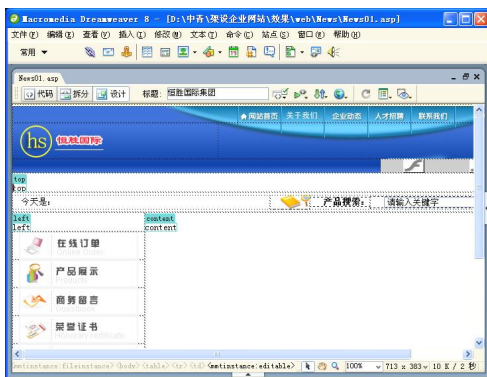 Macromedia Dreamweaver 8 - [D:\中青\架设企业网站\效果\web\News\News01.asp]
文件(F) 编辑(E) 查看(V) 插入(I) 修改(M) 文本(T) 命令(C) 站点(S) 窗口(W) 帮助(H)
常用
News01.asp
代码 拆分 设计 标题: 恒胜国际集团
网站首页 关于我们 企业动态 人才招聘 联系我们
hs 恒胜国际
top
top
今天是: 产品搜索: 请输入关键字
left content
left content
在线订单
产品展示
商务留言
荣誉证书
<mmtinstance:fileinstance> <body> <table> <tr> <td> <mmtinstance:editable> 100% 713 x 383 10 K / 2 秒